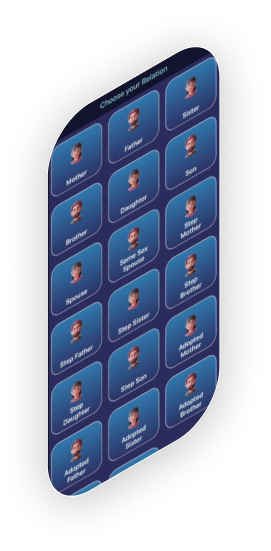 Choose your Relation
Mother
Father
Sister
Brother
Daughter
Son
Spouse
Same Sex
Spouse
Step
Mother
Step Father
Step Sister
Step
Brother
Step
Daughter
Step Son
Adopted
Mother
Adopted
Father
Adopted
Sister
Adopted
Brother